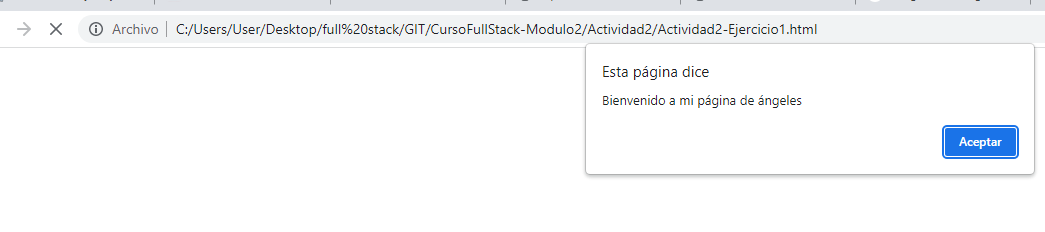 Archivo C:/Users/User/Desktop/full%20stack/GIT/CursoFullStack-Modulo2/Actividad2/Actividad2-Ejercicio1.html
Esta página dice
Bienvenido a mi página de ángeles
Aceptar